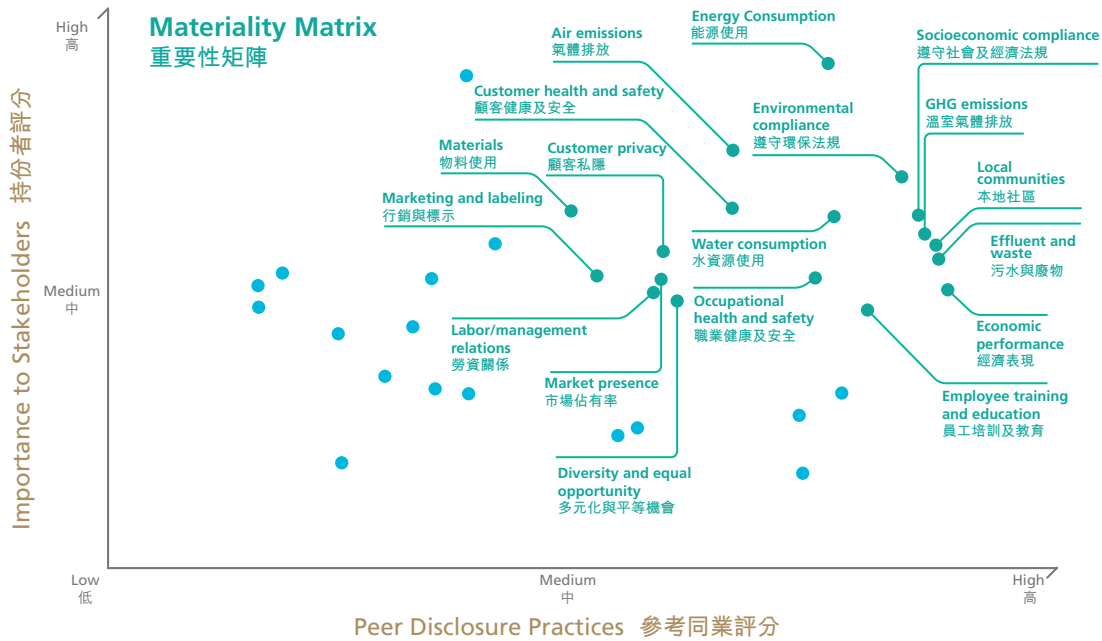 Materiality Matrix
重要性矩陣
High
高
Importance to Stakeholders 持份者評分
Medium
中
Low
低
Medium
中
High
高
Peer Disclosure Practices 參考同業評分
Energy Consumption
能源使用
Air emissions
氣體排放
Socioeconomic compliance
遵守社會及經濟法規
Customer health and safety
顧客健康及安全
Environmental
compliance
遵守環保法規
GHG emissions
溫室氣體排放
Materials
物料使用
Customer privacy
顧客私隱
Local
communities
本地社區
Marketing and labeling
行銷與標示
Water consumption
水資源使用
Effluent and
waste
污水與廢物
Occupational
health and safety
職業健康及安全
Labor/management
relations
勞資關係
Economic
performance
經濟表現
Market presence
市場佔有率
Employee training
and education
員工培訓及教育
Diversity and equal
opportunity
多元化與平等機會